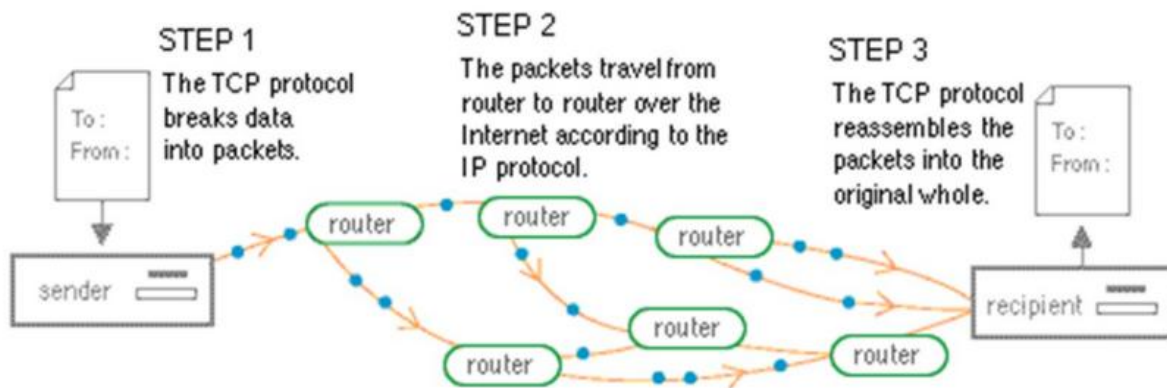 STEP 1
The TCP protocol
breaks data
into packets.
STEP 2
The packets travel from
router to router over the
Internet according to the
IP protocol.
STEP 3
The TCP protocol
reassembles the
packets into the
original whole.
To :
From :
To :
From :
sender
router
router
router
router
router
router
recipient